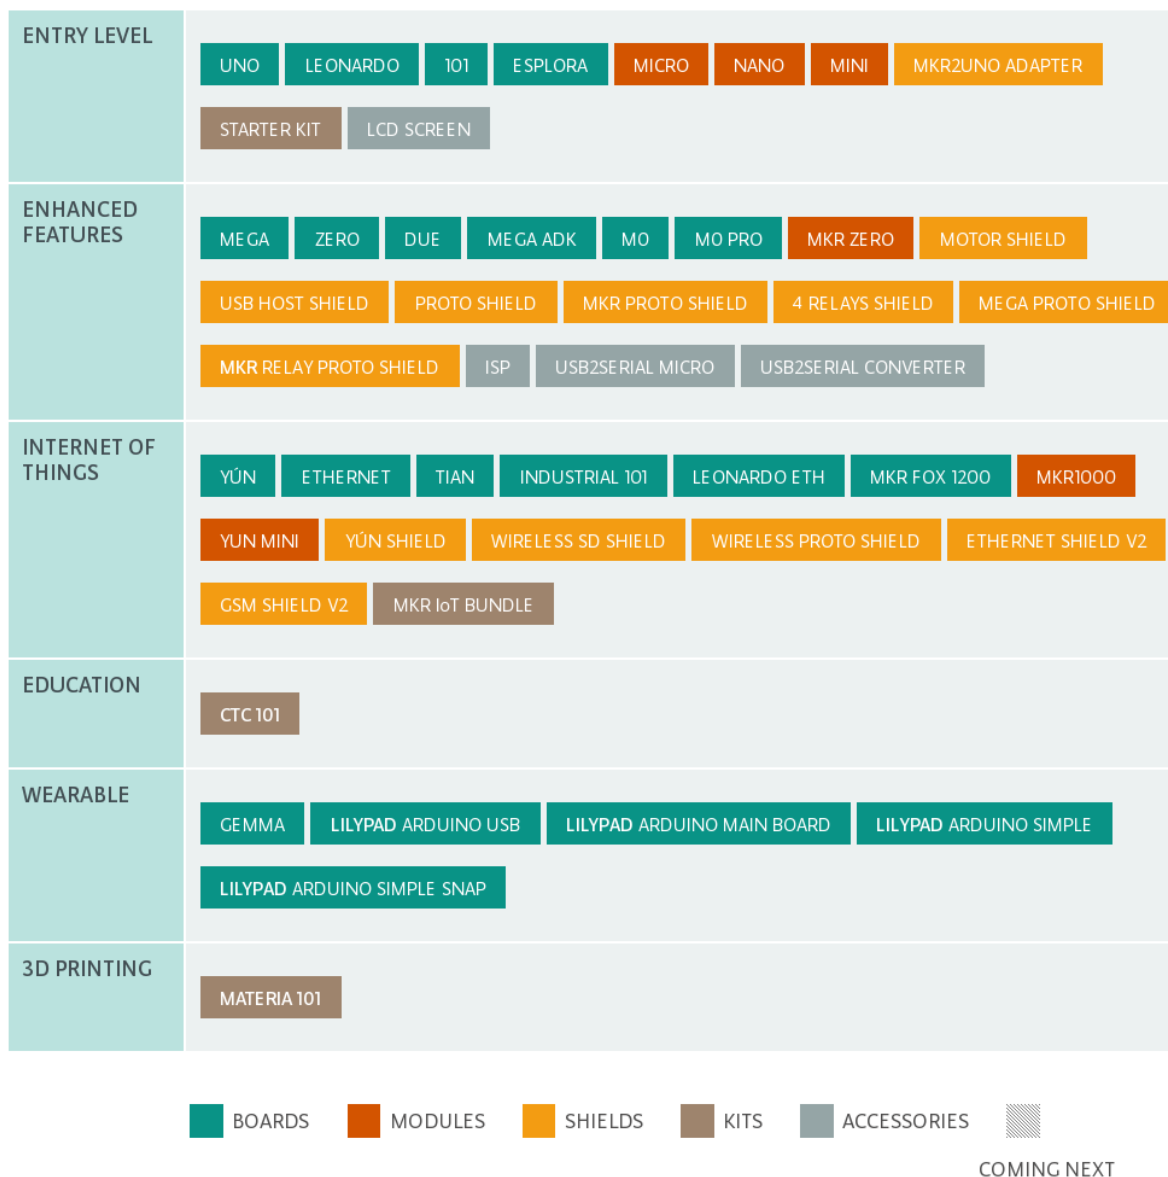 ENTRY LEVEL
UNO LEONARDO 101 ESPLORA MICRO NANO MINI MKR2UNO ADAPTER
STARTER KIT LCD SCREEN
ENHANCED
FEATURES
MEGA ZERO DUE MEGA ADK M0 M0 PRO MKR ZERO MOTOR SHIELD
USB HOST SHIELD PROTO SHIELD MKR PROTO SHIELD 4 RELAYS SHIELD MEGA PROTO SHIELD
MKR RELAY PROTO SHIELD ISP USB2SERIAL MICRO USB2SERIAL CONVERTER
INTERNET OF
THINGS
YÚN ETHERNET TIAN INDUSTRIAL 101 LEONARDO ETH MKR FOX 1200 MKR1000
YUN MINI YÚN SHIELD WIRELESS SD SHIELD WIRELESS PROTO SHIELD ETHERNET SHIELD V2
GSM SHIELD V2 MKR IoT BUNDLE
EDUCATION
CTC 101
WEARABLE
GEMMA LILYPAD ARDUINO USB LILYPAD ARDUINO MAIN BOARD LILYPAD ARDUINO SIMPLE
LILYPAD ARDUINO SIMPLE SNAP
3D PRINTING
MATERIA 101
BOARDS MODULES SHIELDS KITS ACCESSORIES
COMING NEXT